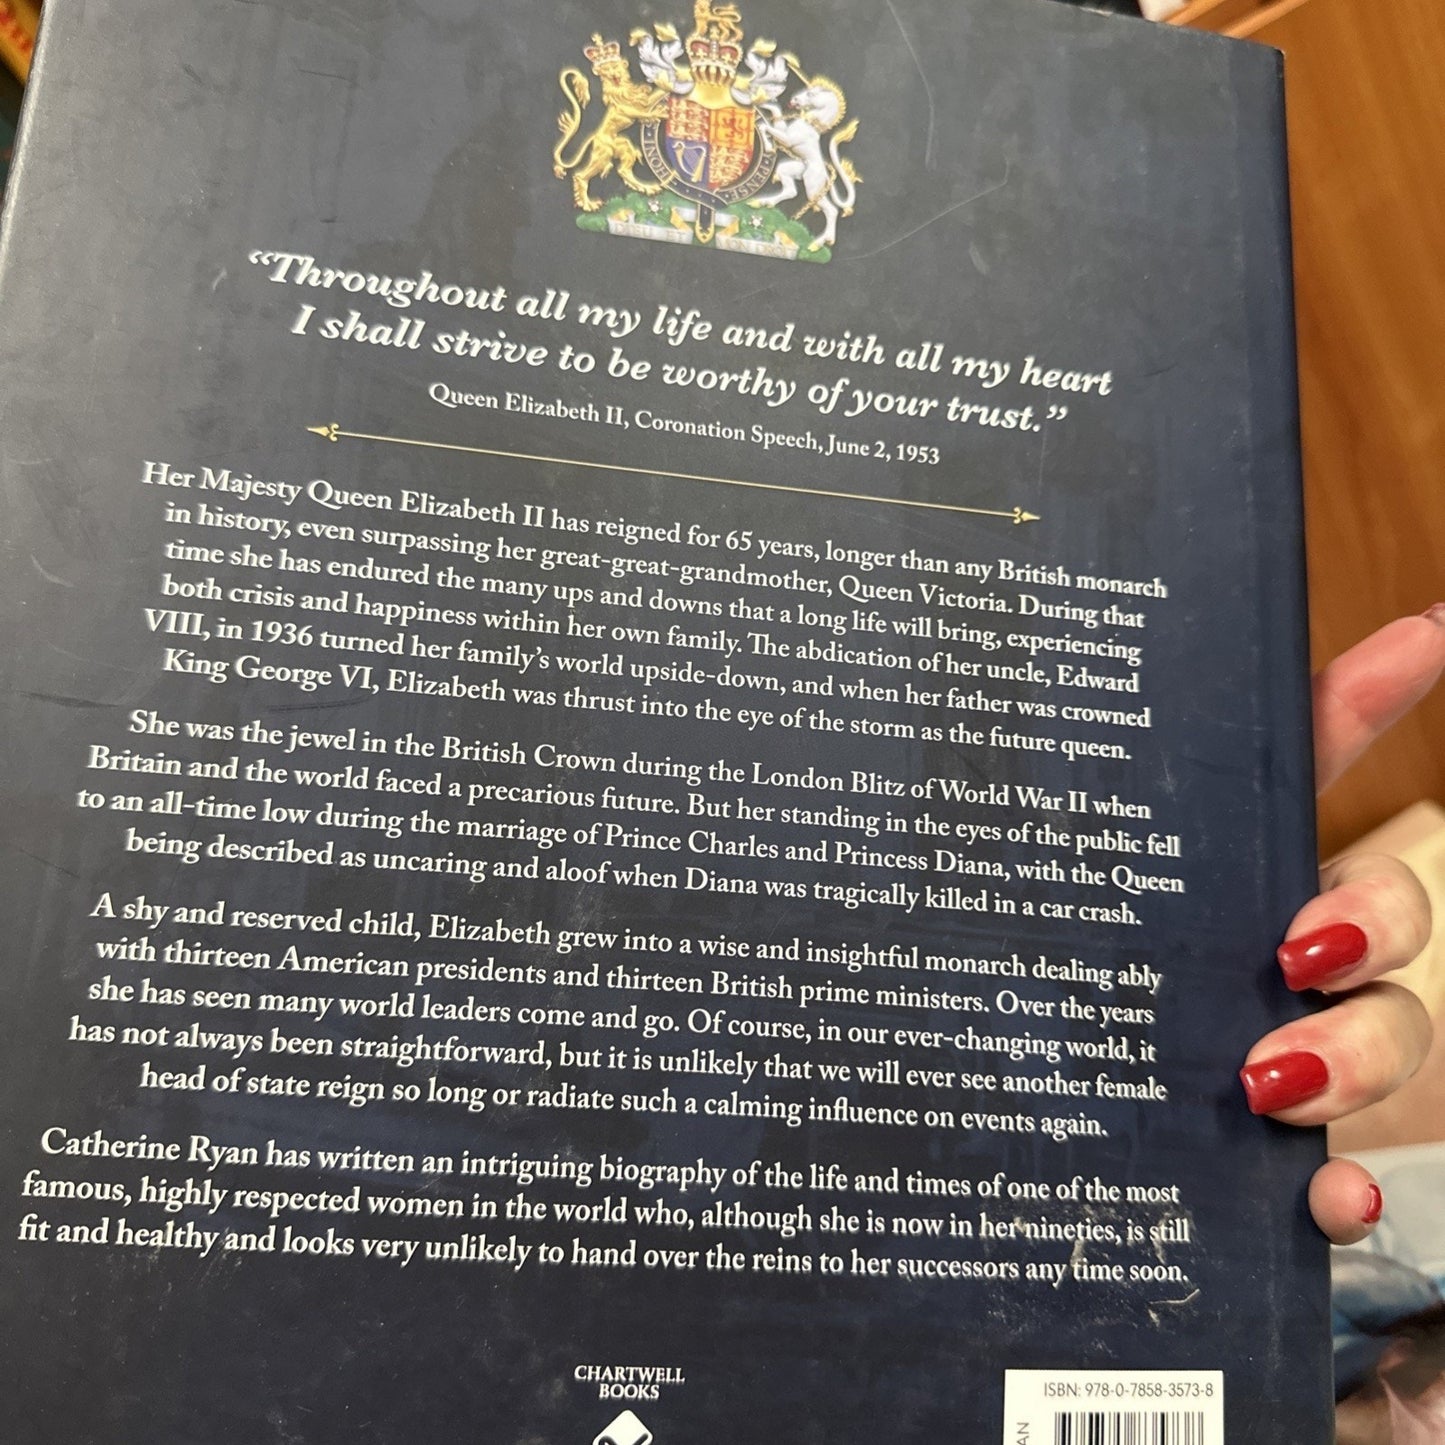 HONI PENSE
DIEU ET MON DROIT
“Throughout all my life and with all my heart
I shall strive to be worthy of your trust.”
Queen Elizabeth II, Coronation Speech, June 2, 1953
Her Majesty Queen Elizabeth II has reigned for 65 years, longer than any British monarch
in history, even surpassing her great-great-grandmother, Queen Victoria. During that
time she has endured the many ups and downs that a long life will bring, experiencing
both crisis and happiness within her own family. The abdication of her uncle, Edward
VIII, in 1936 turned her family’s world upside-down, and when her father was crowned
King George VI, Elizabeth was thrust into the eye of the storm as the future queen.
She was the jewel in the British Crown during the London Blitz of World War II when
Britain and the world faced a precarious future. But her standing in the eyes of the public fell
to an all-time low during the marriage of Prince Charles and Princess Diana, with the Queen
being described as uncaring and aloof when Diana was tragically killed in a car crash.
A shy and reserved child, Elizabeth grew into a wise and insightful monarch dealing ably
with thirteen American presidents and thirteen British prime ministers. Over the years
she has seen many world leaders come and go. Of course, in our ever-changing world, it
has not always been straightforward, but it is unlikely that we will ever see another female
head of state reign so long or radiate such a calming influence on events again.
Catherine Ryan has written an intriguing biography of the life and times of one of the most
famous, highly respected women in the world who, although she is now in her nineties, is still
fit and healthy and looks very unlikely to hand over the reins to her successors any time soon.
CHARTWELL
BOOKS
ISBN: 978-0-7858-3573-8